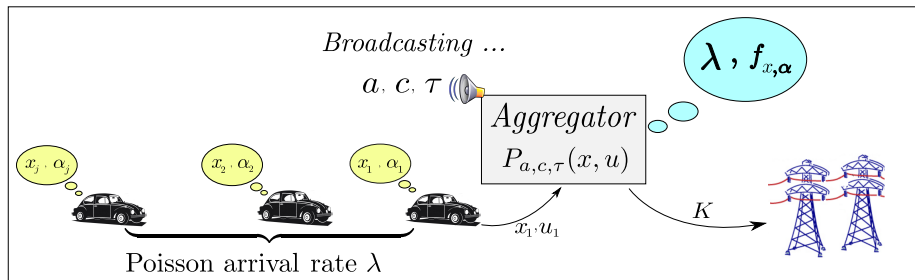 Broadcasting ...
a, c, τ
λ, f_{x,α}
Aggregator
P_{a,c,τ}(x, u)
x_j, α_j
x_2, α_2
x_1, α_1
x_1, u_1
K
Poisson arrival rate λ